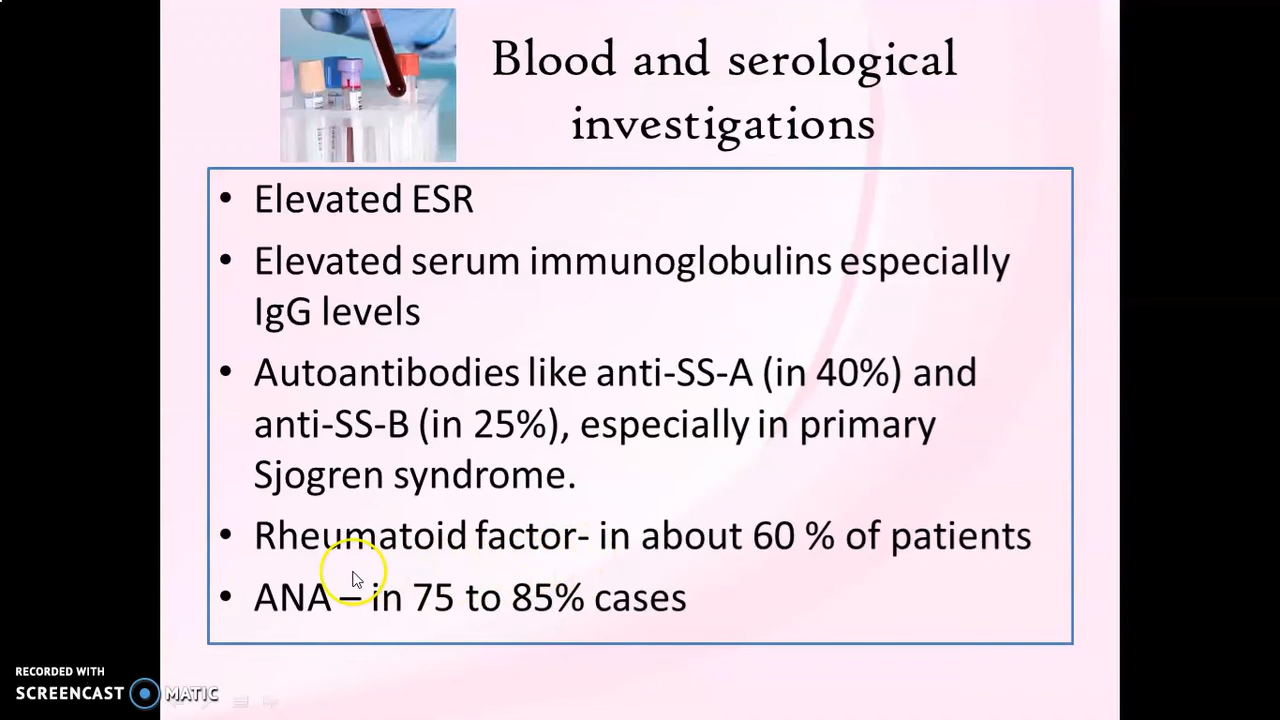 Blood and serological
investigations
• Elevated ESR
• Elevated serum immunoglobulins especially
IgG levels
• Autoantibodies like anti-SS-A (in 40%) and
anti-SS-B (in 25%), especially in primary
Sjogren syndrome.
• Rheumatoid factor- in about 60 % of patients
• ANA – in 75 to 85% cases
RECORDED WITH
SCREENCAST MATIC